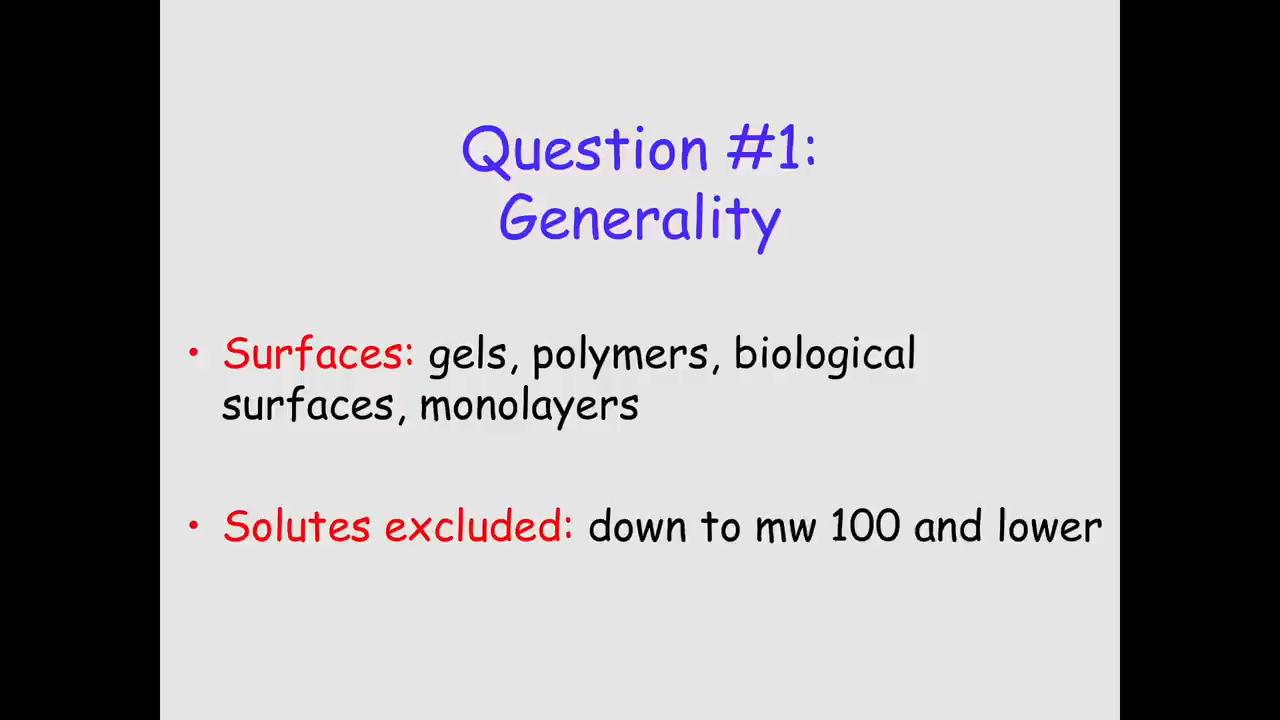 Question #1:
Generality
• Surfaces: gels, polymers, biological
surfaces, monolayers
• Solutes excluded: down to mw 100 and lower